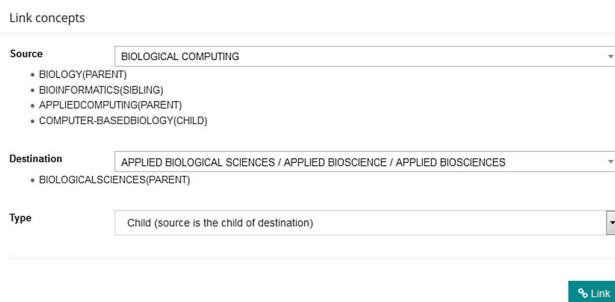 Link concepts
Source
BIOLOGICAL COMPUTING
BIOLOGY(PARENT)
BIOINFORMATICS(SIBLING)
APPLIEDCOMPUTING(PARENT)
COMPUTER-BASEDBIOLOGY(CHILD)
Destination
APPLIED BIOLOGICAL SCIENCES / APPLIED BIOSCIENCE / APPLIED BIOSCIENCES
BIOLOGICALSCIENCES(PARENT)
Type
Child (source is the child of destination)
Link